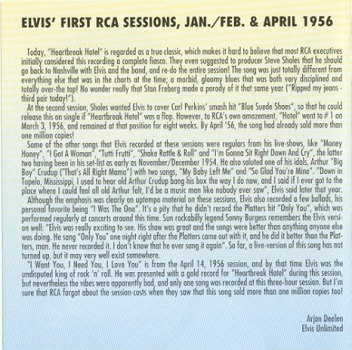 ELVIS' FIRST RCA SESSIONS, JAN./FEB. & APRIL 1956
Today, "Heartbreak Hotel" is regarded as a true classic, which makes it hard to believe that most RCA executives
initially considered this recording a complete fiasco. They even suggested to producer Steve Sholes that he should
go back to Nashville with Elvis and the band, and re-do the entire session! The song was just totally different from
everything else that was in the charts at the time; a morbid, gloomy blues that was both very disciplined and
totally over-the top! No wonder really that Stan Freberg made a parody of it that same year ("Ripped my jeans -
third pair today!").
At the second session, Sholes wanted Elvis to cover Carl Perkins' smash hit "Blue Suede Shoes", so that he could
release this on single if "Heartbreak Hotel" was a flop. However, to RCA's own amazement, "Hotel" went to # 1 on
March 3, 1956, and remained at that position for eight weeks. By April '56, the song had already sold more than
one million copies!
Some of the other songs that Elvis recorded at these sessions were regulars from his live-shows, like "Money
Honey", "I Got A Woman", "Tutti Frutti", "Shake Rattle & Roll" and "I'm Gonna Sit Right Down And Cry", the latter
two having been in his set-list as early as November/December 1954. He also saluted one of his idols, Arthur "Big
Boy" Crudup ("That's All Right Mama") with two songs, "My Baby Left Me" and "So Glad You're Mine". "Down in
Tupelo, Mississippi, I used to hear old Arthur Crudup bang his box the way I do now, and I said if I ever got to the
place where I could feel all old Arthur felt, I'd be a music man like nobody ever saw", Elvis said later that year.
Although the emphasis was clearly on uptempo material on these sessions, Elvis also recorded a few ballads, his
personal favorite being "I Was The One". It's a pity that he didn't record the Platters hit "Only You", which was
performed regularly at concerts around this time. Sun rockabilly legend Sonny Burgess remembers the Elvis versi-
on well: "Elvis was really exciting to see. His show was great and the songs were better than anything anyone else
was doing. He sang "Only You" one night right after the Platters came out with it, and he did it better than the Plat-
ters, man. He never recorded it. I don't know that he ever sang it again". So far, a live-version of this song has not
turned up, but it may very well exist somewhere.
"I Want You, I Need You, I Love You" is from the April 14, 1956 session, and by that time Elvis was the
undisputed king of rock 'n' roll. He was presented with a gold record for "Heartbreak Hotel" during this session,
but nevertheless the vibes were apparently bad, and only one song was recorded at this three-hour session. But I'm
sure that RCA forgot about the session-costs when they saw that this song sold more than one million copies too!
Arjan Deelen
Elvis Unlimited